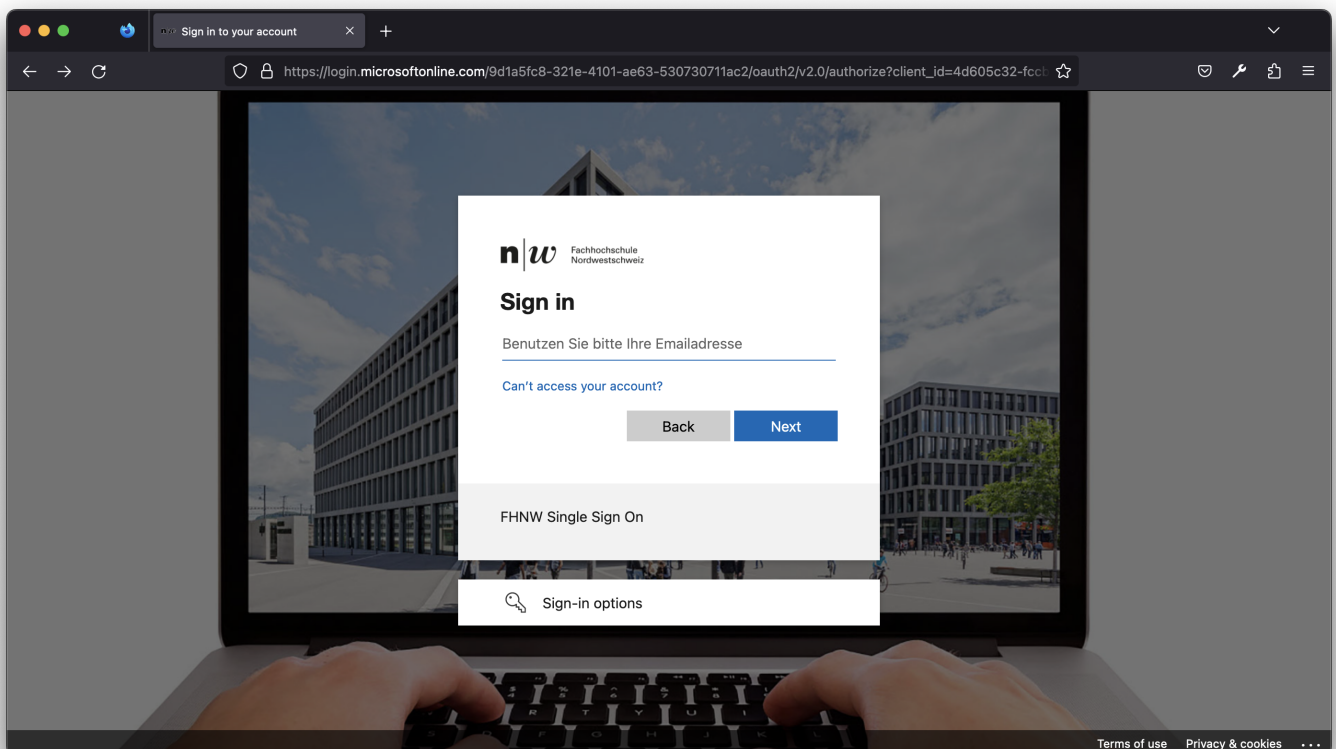 Sign in to your account
https://login.microsoftonline.com/9d1a5fc8-321e-4101-ae63-530730711ac2/oauth2/v2.0/authorize?client_id=4d605c32-fccb
n|w Fachhochschule
Nordwestschweiz
Sign in
Benutzen Sie bitte Ihre Emailadresse
Can't access your account?
Back Next
FHNW Single Sign On
Sign-in options
Terms of use Privacy & cookies ...